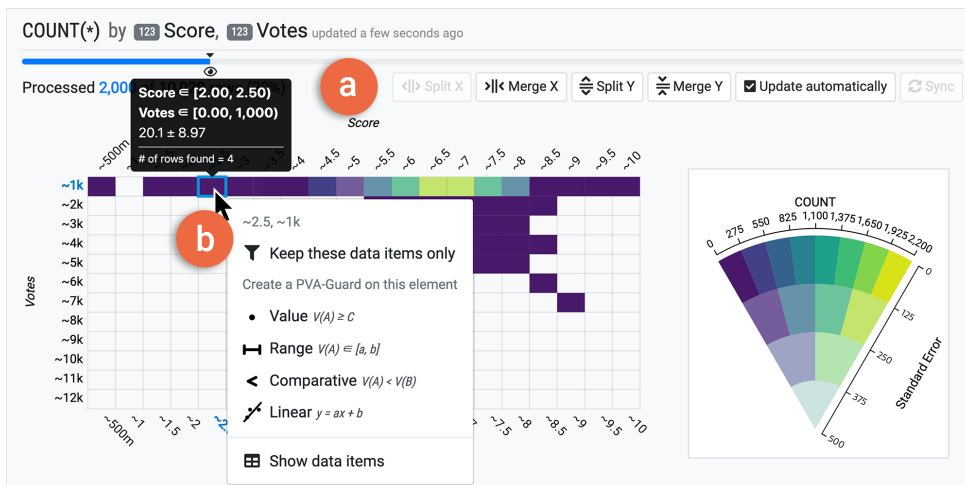 COUNT(*) by 123 Score, 123 Votes updated a few seconds ago
Processed 2,000
a
Split X
Merge X
Split Y
Merge Y
Update automatically
Sync
Score ∈ [2.00, 2.50)
Votes ∈ [0.00, 1,000)
20.1 ± 8.97
# of rows found = 4
Score
~500m
~4
~4.5
~5
~5.5
~6
~6.5
~7
~7.5
~8
~8.5
~9
~9.5
~10
Votes
~1k
~2k
~3k
~4k
~5k
~6k
~7k
~8k
~9k
~10k
~11k
~12k
b
~2.5, ~1k
Keep these data items only
Create a PVA-Guard on this element
Value V(A) ≥ C
Range V(A) ∈ [a, b]
Comparative V(A) < V(B)
Linear y = ax + b
Show data items
~500m
~1
~1.5
~2
~7.5
~8
~8.5
~9
~9.5
~10
COUNT
0
275
550
825
1,100
1,375
1,650
1,925
2,200
0
125
250
375
500
Standard Error